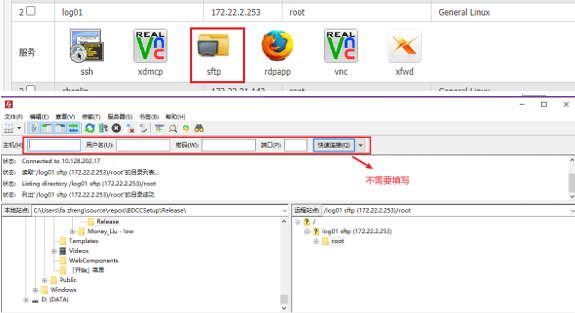 2 log01 172.22.2.253 root General Linux
服务
REAL VNC REAL VNC
ssh xdmcp sftp rdpapp vnc xfwd
2 172.22.21.142 root General Linux
文件(F) 编辑(E) 查看(V) 传输(T) 服务器(S) 书签(B) 帮助(H)
主机(H): 用户名(U): 密码(W): 端口(P): 快速连接(Q)
不需要填写
状态: Connected to 10.128.202.17
状态: 读取"/log01 sftp (172.22.2.253)/root"的目录列表...
状态: Listing directory /log01 sftp (172.22.2.253)/root
状态: 列出"/log01 sftp (172.22.2.253)/root"的目录成功
本地站点: C:\Users\fa zheng\source\repos\BDCCSetup\Release\ 远程站点: /log01 sftp (172.22.2.253)/root
Release
Money_Liu - low
Templates
Videos
WebComponents
「开始」菜单
Public
Windows
D: (DATA)
/
log01 sftp (172.22.2.253)
root